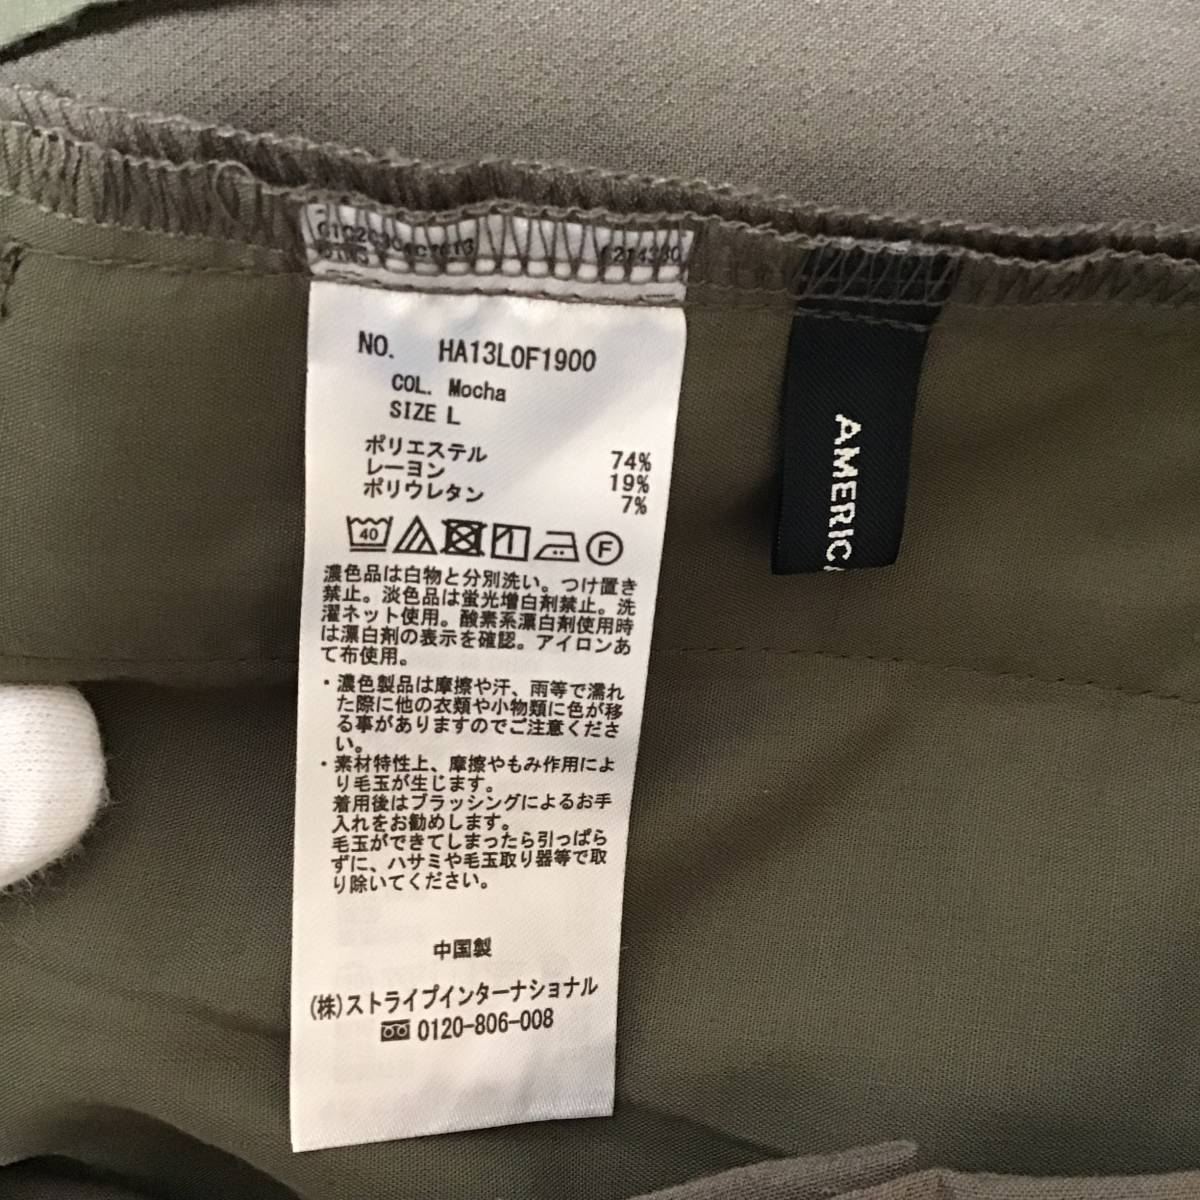 NO. HA13L0F1900
COL. Mocha
SIZE L
ポリエステル 74%
レーヨン 19%
ポリウレタン 7%
40
F
濃色品は白物と分別洗い。つけ置き
禁止。淡色品は蛍光増白剤禁止。洗
濯ネット使用。酸素系漂白剤使用時
は漂白剤の表示を確認。アイロンあ
て布使用。
・濃色製品は摩擦や汗、雨等で濡れ
た際に他の衣類や小物類に色が移
る事がありますのでご注意くださ
い。
・素材特性上、摩擦やもみ作用によ
り毛玉が生じます。
着用後はブラッシングによるお手
入れをお勧めします。
毛玉ができてしまったら引っぱら
ずに、ハサミや毛玉取り器等で取
り除いてください。
中国製
(株)ストライプインターナショナル
0120-806-008
AMERIC